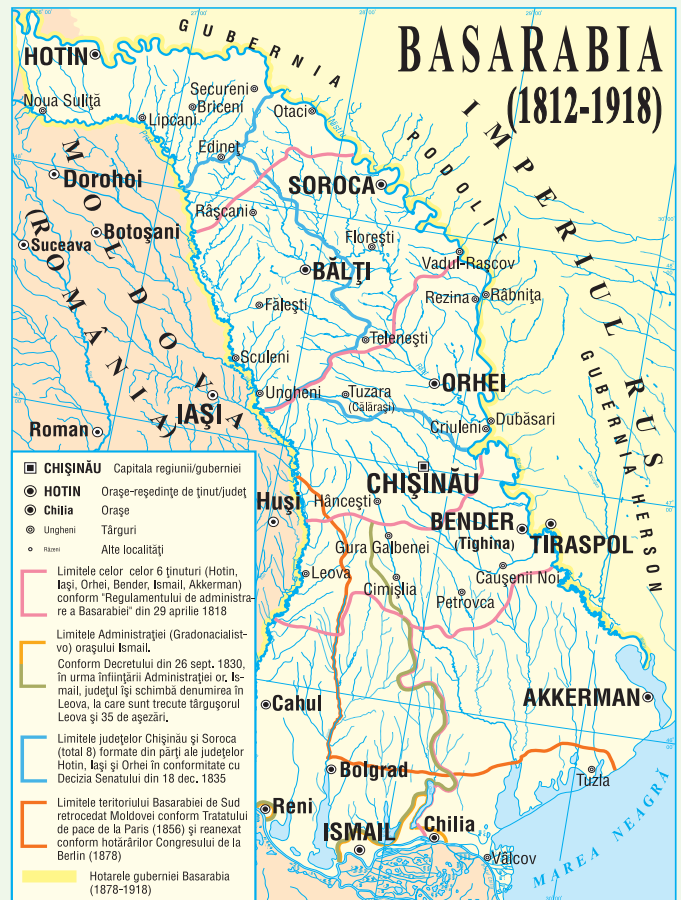 BASARABIA
(1812-1918)
GUBERNIA
PODOLIE
IMPERIUL RUS
GUBERNIA HERSON
MOLDOVA
(ROMÂNIA)
HOTIN
Noua Suliță
Lipcani
Secureni
Briceni
Otaci
Edineț
Dorohoi
SOROCA
Râșcani
Botoșani
Suceava
Florești
Vadul-Rașcov
BĂLȚI
Rezina
Râbnița
Fălești
Telenești
Sculeni
Ungheni
Tuzara
(Călărași)
ORHEI
IAȘI
Criuleni
Dubăsari
Roman
CHIȘINĂU
Huși
Hâncești
BENDER
(Tighina)
TIRASPOL
Gura Galbenei
Leova
Cimișlia
Căușenii Noi
Petrovca
Cahul
AKKERMAN
Bolgrad
Tuzla
Reni
ISMAIL
Chilia
Vâlcov
MAREA NEAGRĂ
CHIȘINĂU Capitala regiunii/guberniei
HOTIN Orașe-reședințe de ținut/județ
Chilia Orașe
Ungheni Târguri
Răzeni Alte localități
Limitele celor celor 6 ținuturi (Hotin,
Iași, Orhei, Bender, Ismail, Akkerman)
conform "Regulamentului de administra-
re a Basarabiei" din 29 aprilie 1818
Limitele Administrației (Gradonacialist-
vo) orașului Ismail.
Conform Decretului din 26 sept. 1830,
în urma înființării Administrației or. Is-
mail, județul își schimbă denumirea în
Leova, la care sunt trecute târgușorul
Leova și 35 de așezări.
Limitele județelor Chișinău și Soroca
(total 8) formate din părți ale județelor
Hotin, Iași și Orhei în conformitate cu
Decizia Senatului din 18 dec. 1835
Limitele teritoriului Basarabiei de Sud
retrocedat Moldovei conform Tratatului
de pace de la Paris (1856) și reanexat
conform hotărârilor Congresului de la
Berlin (1878)
Hotarele guberniei Basarabia
(1878-1918)